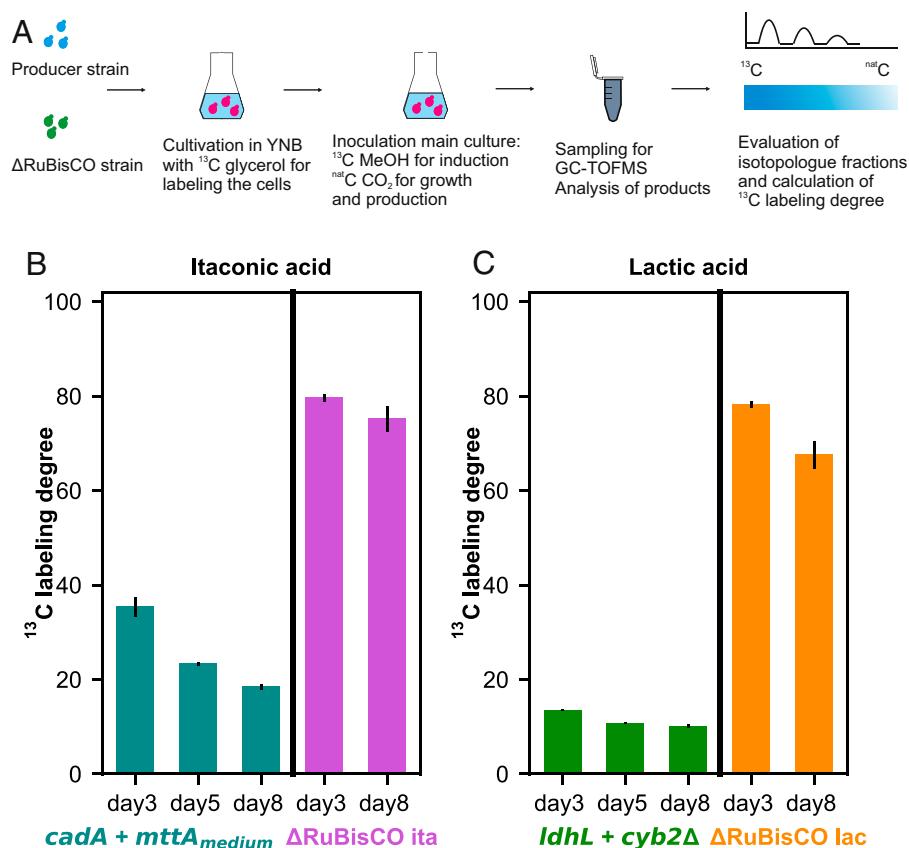 A
Producer strain
ΔRuBisCO strain
Cultivation in YNB
with ¹³C glycerol for
labeling the cells
Inoculation main culture:
¹³C MeOH for induction
ⁿᵃᵗC CO₂ for growth
and production
Sampling for
GC-TOFMS
Analysis of products
¹³C ⁿᵃᵗC
Evaluation of
isotopologue fractions
and calculation of
¹³C labeling degree
B
Itaconic acid
¹³C labeling degree
100
80
60
40
20
0
day3 day5 day8 day3 day8
cadA + mttA_medium ΔRuBisCO ita
C
Lactic acid
¹³C labeling degree
100
80
60
40
20
0
day3 day5 day8 day3 day8
ldhL + cyb2Δ ΔRuBisCO lac